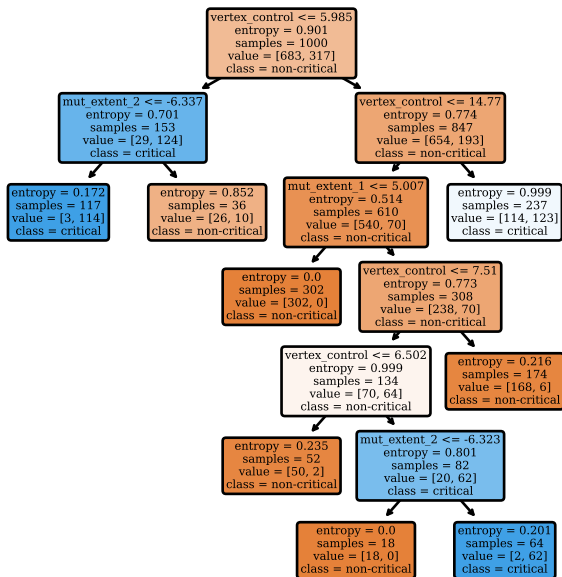 vertex_control <= 5.985
entropy = 0.901
samples = 1000
value = [683, 317]
class = non-critical
mut_extent_2 <= -6.337
entropy = 0.701
samples = 153
value = [29, 124]
class = critical
vertex_control <= 14.77
entropy = 0.774
samples = 847
value = [654, 193]
class = non-critical
entropy = 0.172
samples = 117
value = [3, 114]
class = critical
entropy = 0.852
samples = 36
value = [26, 10]
class = non-critical
mut_extent_1 <= 5.007
entropy = 0.514
samples = 610
value = [540, 70]
class = non-critical
entropy = 0.999
samples = 237
value = [114, 123]
class = critical
entropy = 0.0
samples = 302
value = [302, 0]
class = non-critical
vertex_control <= 7.51
entropy = 0.773
samples = 308
value = [238, 70]
class = non-critical
vertex_control <= 6.502
entropy = 0.999
samples = 134
value = [70, 64]
class = non-critical
entropy = 0.216
samples = 174
value = [168, 6]
class = non-critical
entropy = 0.235
samples = 52
value = [50, 2]
class = non-critical
mut_extent_2 <= -6.323
entropy = 0.801
samples = 82
value = [20, 62]
class = critical
entropy = 0.0
samples = 18
value = [18, 0]
class = non-critical
entropy = 0.201
samples = 64
value = [2, 62]
class = critical